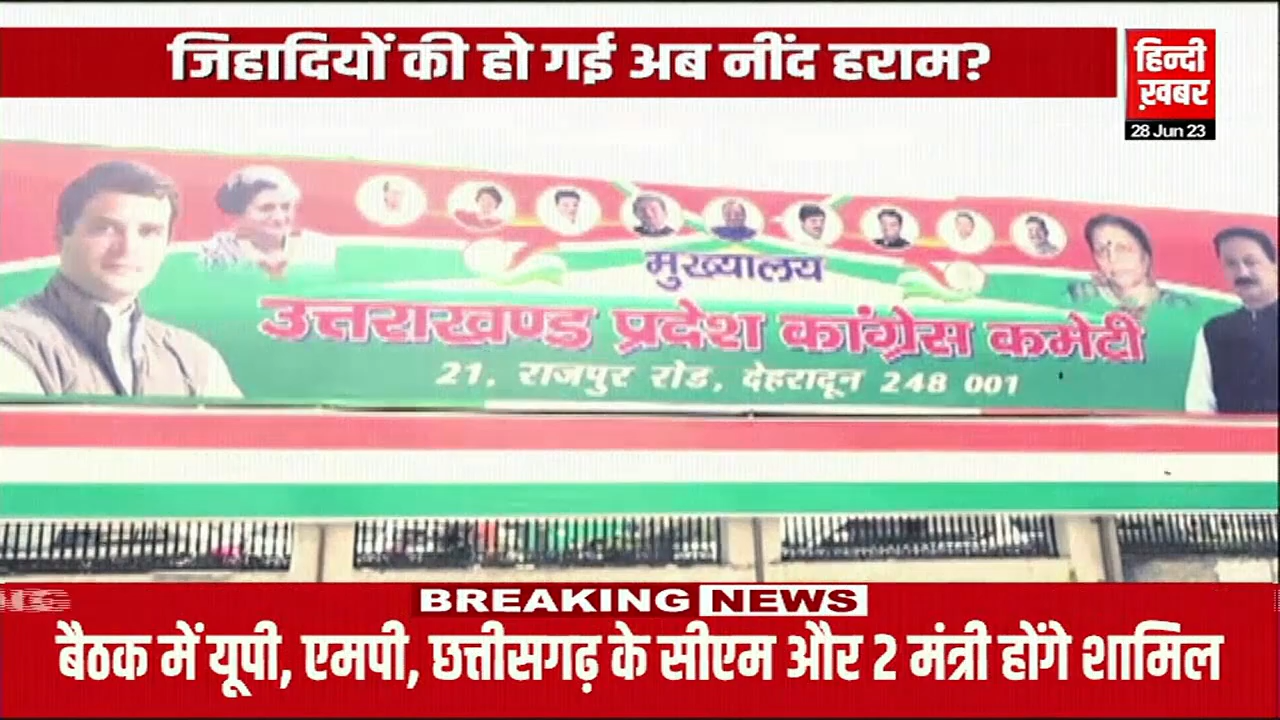 जिहादियों की हो गई अब नींद हराम?
हिन्दी
ख़बर
28 Jun 23
मुख्यालय
उत्तराखण्ड प्रदेश कांग्रेस कमेटी
21, राजपुर रोड, देहरादून 248 001
BREAKING NEWS
बैठक में यूपी, एमपी, छत्तीसगढ़ के सीएम और 2 मंत्री होंगे शामिल